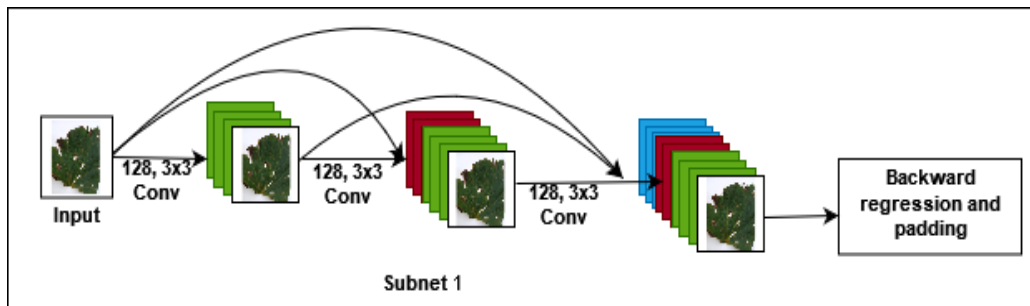 Input
128, 3x3
Conv
128, 3x3
Conv
128, 3x3
Conv
Backward
regression and
padding
Subnet 1